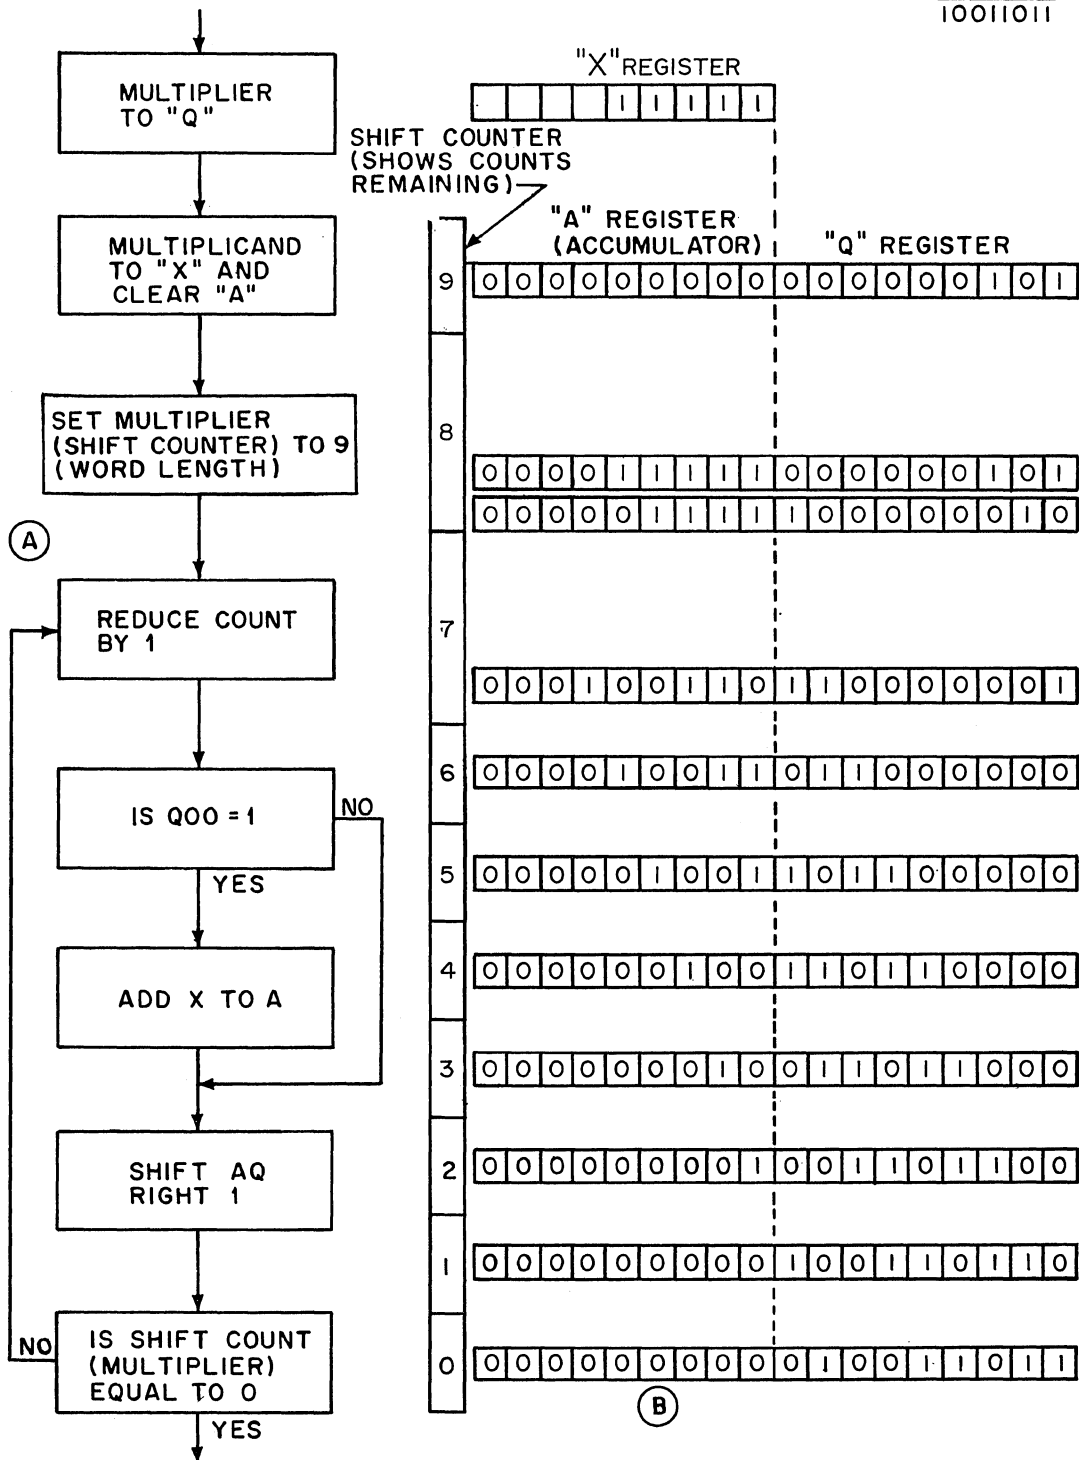 10011011
MULTIPLIER
TO "Q"
MULTIPLICAND
TO "X" AND
CLEAR "A"
SET MULTIPLIER
(SHIFT COUNTER) TO 9
(WORD LENGTH)
A
REDUCE COUNT
BY 1
IS Q00 = 1
NO
YES
ADD X TO A
SHIFT AQ
RIGHT 1
IS SHIFT COUNT
(MULTIPLIER)
EQUAL TO 0
NO
YES
"X" REGISTER
1 1 1 1 1
SHIFT COUNTER
(SHOWS COUNTS
REMAINING)
"A" REGISTER
(ACCUMULATOR)
"Q" REGISTER
9 0 0 0 0 0 0 0 0 0 0 0 0 0 0 0 1 0 1
8
0 0 0 0 1 1 1 1 1 0 0 0 0 0 0 1 0 1
0 0 0 0 0 1 1 1 1 1 0 0 0 0 0 0 1 0
7
0 0 0 1 0 0 1 1 0 1 1 0 0 0 0 0 0 1
6 0 0 0 0 1 0 0 1 1 0 1 1 0 0 0 0 0 0
5 0 0 0 0 0 1 0 0 1 1 0 1 1 0 0 0 0 0
4 0 0 0 0 0 0 1 0 0 1 1 0 1 1 0 0 0 0
3 0 0 0 0 0 0 0 1 0 0 1 1 0 1 1 0 0 0
2 0 0 0 0 0 0 0 0 1 0 0 1 1 0 1 1 0 0
1 0 0 0 0 0 0 0 0 0 1 0 0 1 1 0 1 1 0
0 0 0 0 0 0 0 0 0 0 0 0 1 0 0 1 1 0 1 1
B